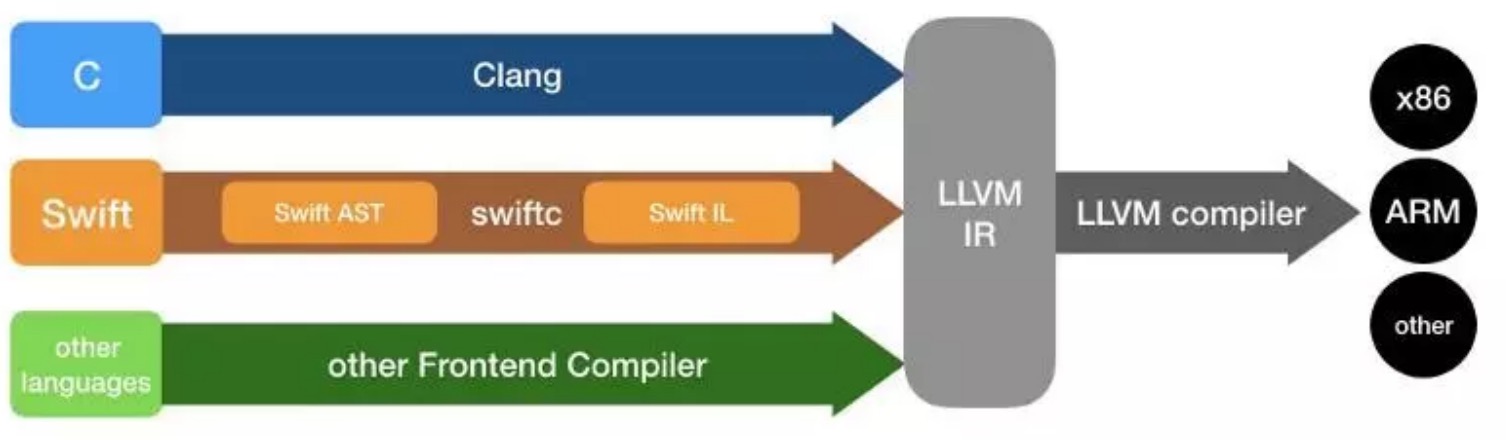 C
Clang
Swift
Swift AST
swiftc
Swift IL
other
languages
other Frontend Compiler
LLVM
IR
LLVM compiler
x86
ARM
other